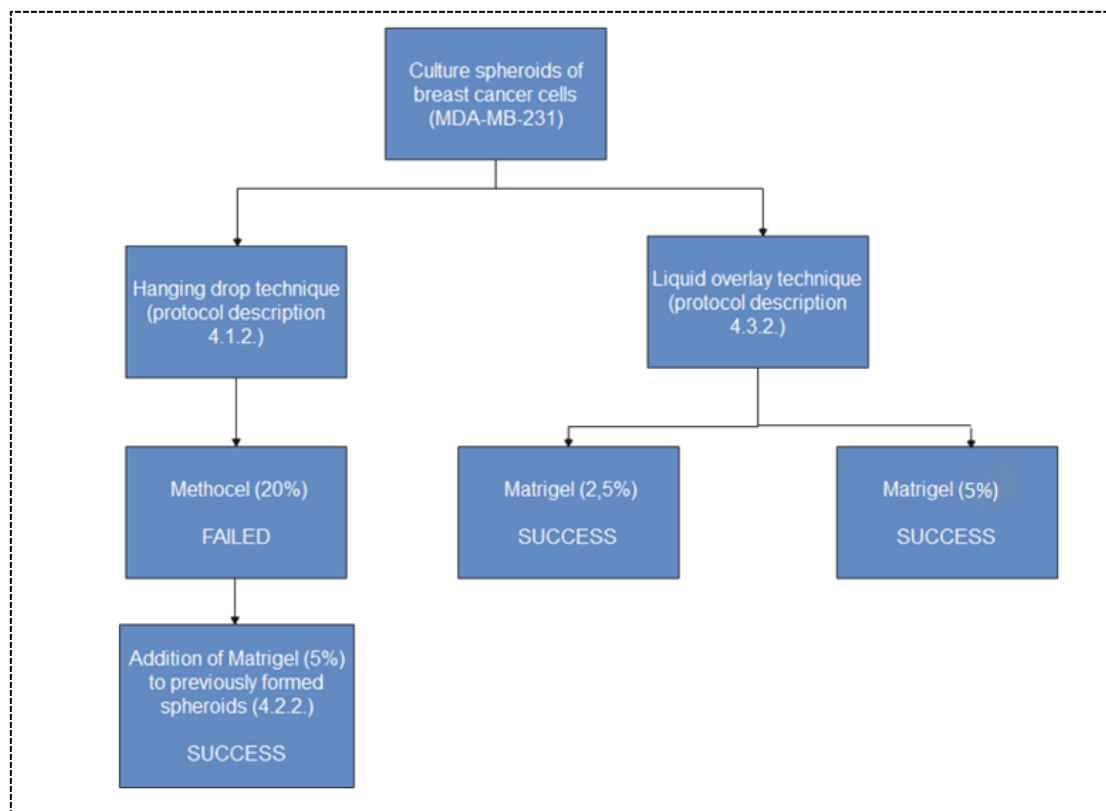 Culture spheroids of
breast cancer cells
(MDA-MB-231)
Hanging drop technique
(protocol description
4.1.2.)
Liquid overlay technique
(protocol description
4.3.2.)
Methocel (20%)
FAILED
Matrigel (2,5%)
SUCCESS
Matrigel (5%)
SUCCESS
Addition of Matrigel (5%)
to previously formed
spheroids (4.2.2.)
SUCCESS